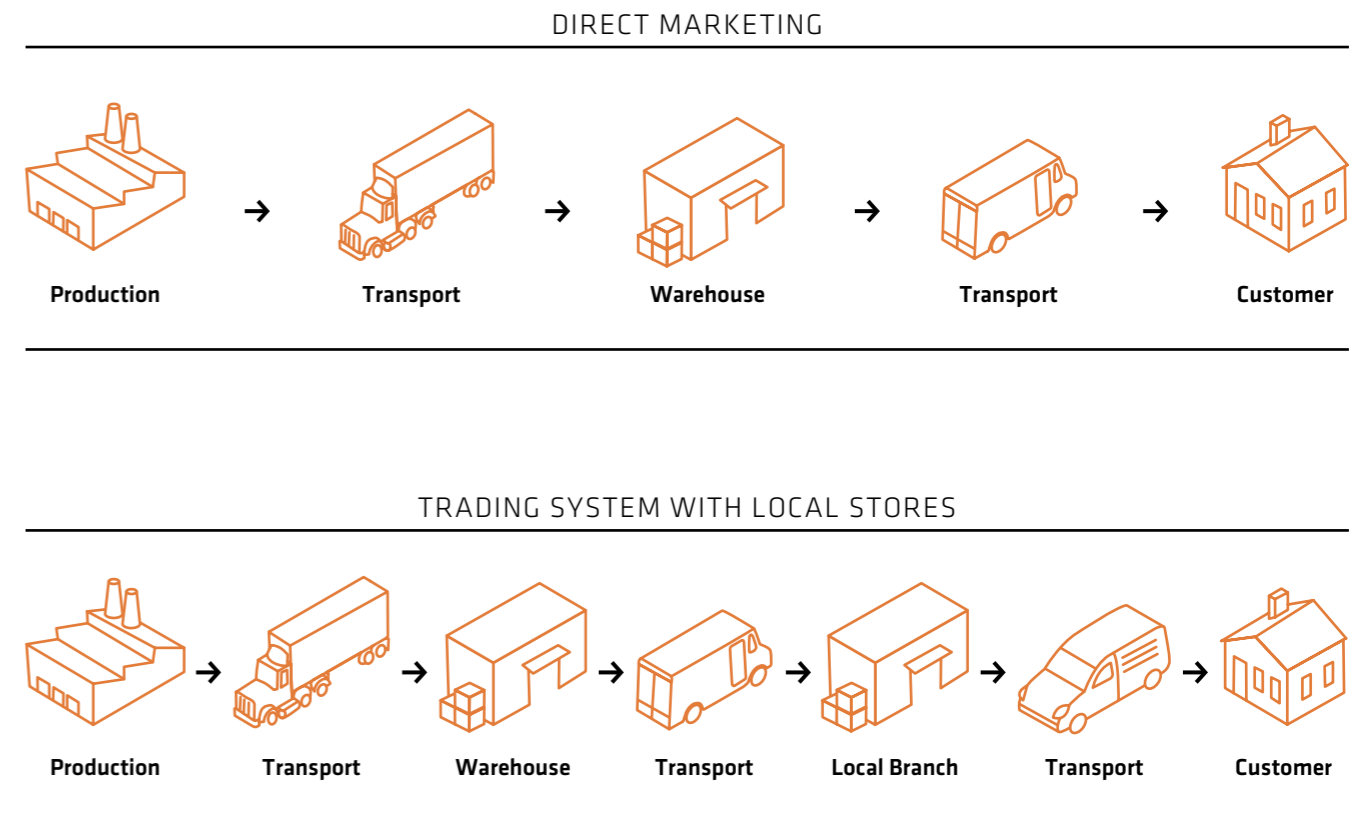 DIRECT MARKETING
Production Transport Warehouse Transport Customer
TRADING SYSTEM WITH LOCAL STORES
Production Transport Warehouse Transport Local Branch Transport Customer